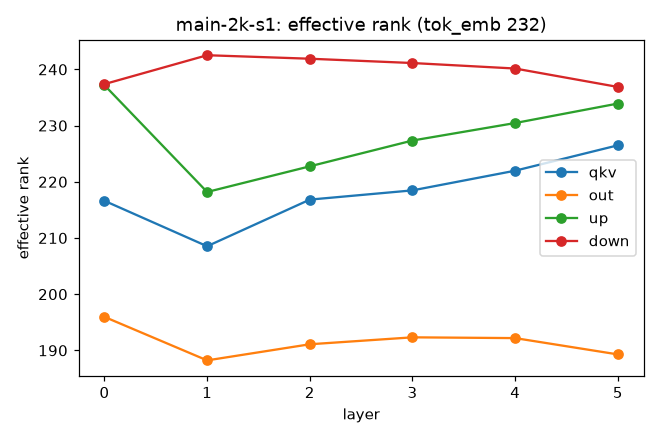 main-2k-s1: effective rank (tok_emb 232)
240
230
220
210
200
190
effective rank
qkv
out
up
down
0 1 2 3 4 5
layer